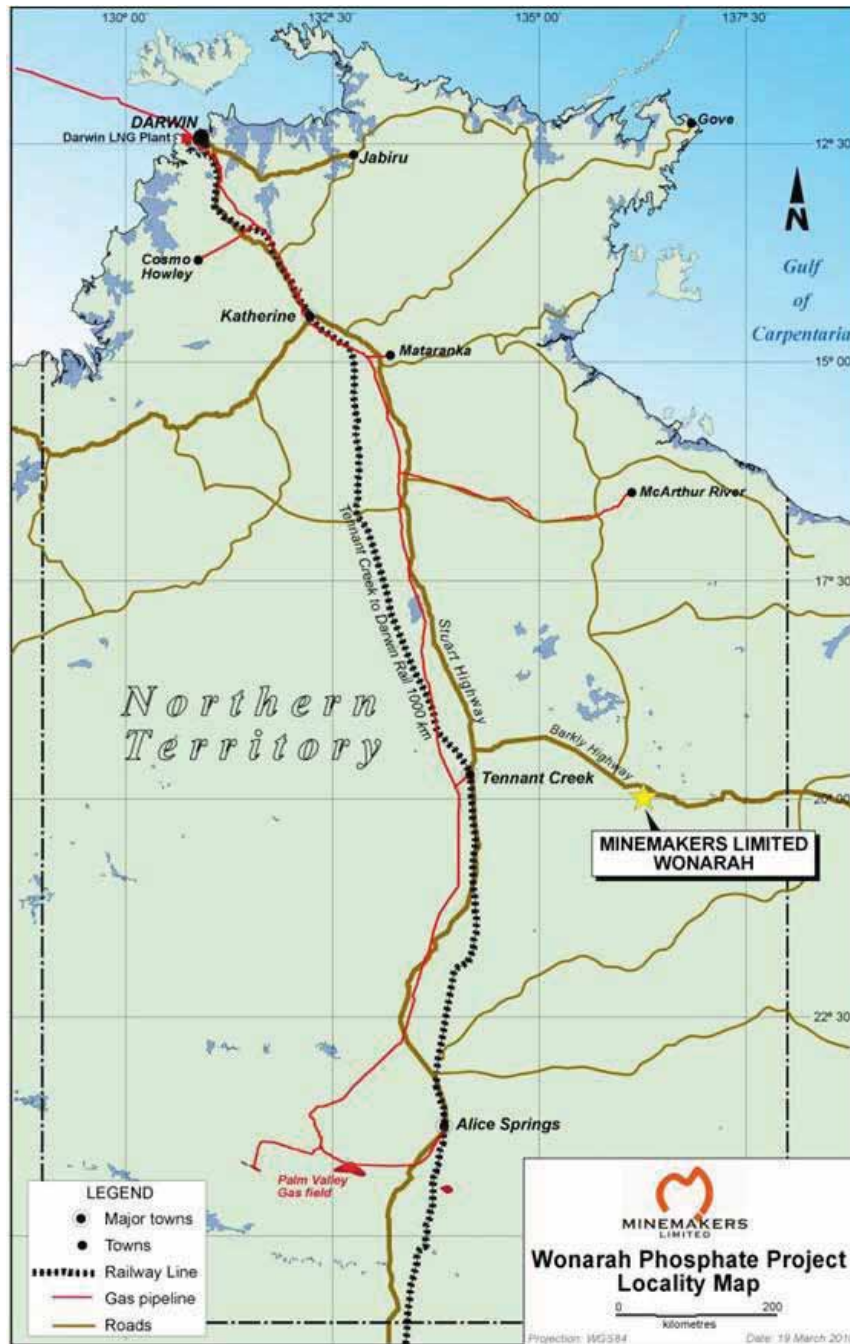 130°
132°30'
135°00'
137°30'
DARWIN
Darwin LNG Plant
Gove
12°30'
Jabiru
N
Cosmo
Howley
Gulf
of
Carpentaria
Katherine
Mataranka
15°00'
McArthur River
Tennant Creek to Darwin Rail 1000 km
17°30'
Stuart Highway
Northern
Territory
Barkly Highway
Tennant Creek
20°00'
MINEMAKERS LIMITED
WONARAH
22°30'
Alice Springs
Palm Valley
Gas field
LEGEND
Major towns
Towns
Railway Line
Gas pipeline
Roads
MINEMAKERS
LIMITED
Wonarah Phosphate Project
Locality Map
0 200
kilometres
Projection: WGS84 Date: 19 March